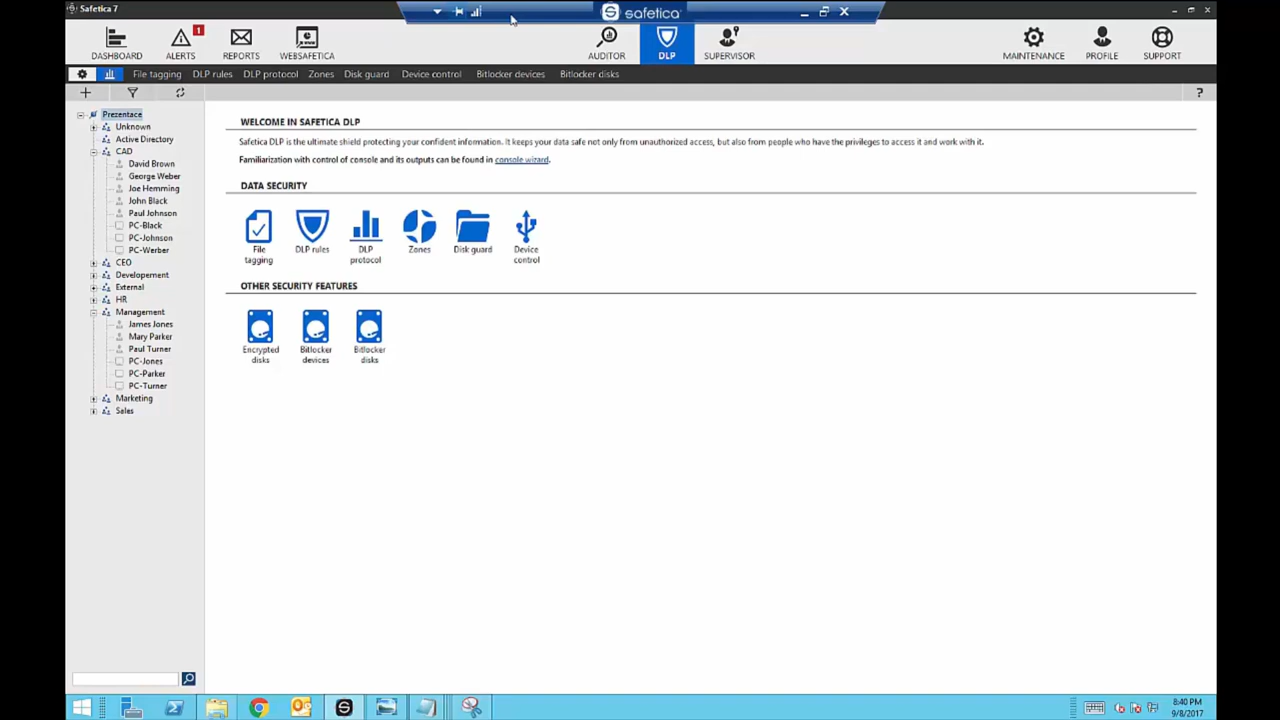 Safetica 7
safetica
DASHBOARD
ALERTS
1
REPORTS
WEBSAFETICA
AUDITOR
DLP
SUPERVISOR
MAINTENANCE
PROFILE
SUPPORT
File tagging
DLP rules
DLP protocol
Zones
Disk guard
Device control
Bitlocker devices
Bitlocker disks
?
Prezentace
Unknown
Active Directory
CAD
David Brown
George Weber
Joe Hemming
John Black
Paul Johnson
PC-Black
PC-Johnson
PC-Werber
CEO
Developement
External
HR
Management
James Jones
Mary Parker
Paul Turner
PC-Jones
PC-Parker
PC-Turner
Marketing
Sales
WELCOME IN SAFETICA DLP
Safetica DLP is the ultimate shield protecting your confident information. It keeps your data safe not only from unauthorized access, but also from people who have the privileges to access it and work with it.
Familiarization with control of console and its outputs can be found in console wizard.
DATA SECURITY
File
tagging
DLP rules
DLP
protocol
Zones
Disk guard
Device
control
OTHER SECURITY FEATURES
Encrypted
disks
Bitlocker
devices
Bitlocker
disks
8:40 PM
9/8/2017